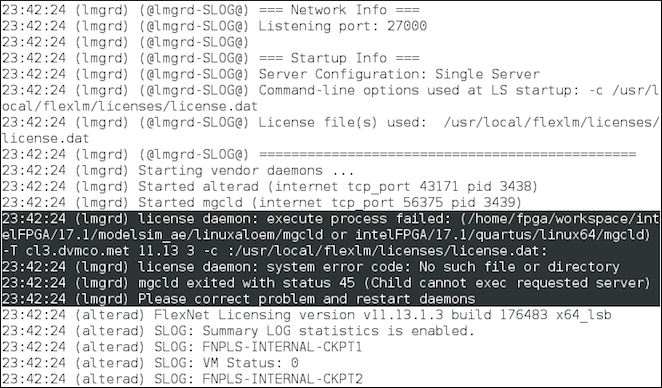 23:42:24 (lmgrd) (@lmgrd-SLOG@) === Network Info ===
23:42:24 (lmgrd) (@lmgrd-SLOG@) Listening port: 27000
23:42:24 (lmgrd) (@lmgrd-SLOG@)
23:42:24 (lmgrd) (@lmgrd-SLOG@) === Startup Info ===
23:42:24 (lmgrd) (@lmgrd-SLOG@) Server Configuration: Single Server
23:42:24 (lmgrd) (@lmgrd-SLOG@) Command-line options used at LS startup: -c /usr/l
ocal/flexlm/licenses/license.dat
23:42:24 (lmgrd) (@lmgrd-SLOG@) License file(s) used:  /usr/local/flexlm/licenses/
license.dat
23:42:24 (lmgrd) (@lmgrd-SLOG@) ===============================================
23:42:24 (lmgrd) Starting vendor daemons ...
23:42:24 (lmgrd) Started alterad (internet tcp_port 43171 pid 3438)
23:42:24 (lmgrd) Started mgcld (internet tcp_port 56375 pid 3439)
23:42:24 (lmgrd) license daemon: execute process failed: (/home/fpga/workspace/int
elFPGA/17.1/modelsim_ae/linuxaloem/mgcld or intelFPGA/17.1/quartus/linux64/mgcld)
-T cl3.dvmco.met 11.13 3 -c :/usr/local/flexlm/licenses/license.dat:
23:42:24 (lmgrd) license daemon: system error code: No such file or directory
23:42:24 (lmgrd) mgcld exited with status 45 (Child cannot exec requested server)
23:42:24 (lmgrd) Please correct problem and restart daemons
23:42:24 (alterad) FlexNet Licensing version v11.13.1.3 build 176483 x64_lsb
23:42:24 (alterad) SLOG: Summary LOG statistics is enabled.
23:42:24 (alterad) SLOG: FNPLS-INTERNAL-CKPT1
23:42:24 (alterad) SLOG: VM Status: 0
23:42:24 (alterad) SLOG: FNPLS-INTERNAL-CKPT2